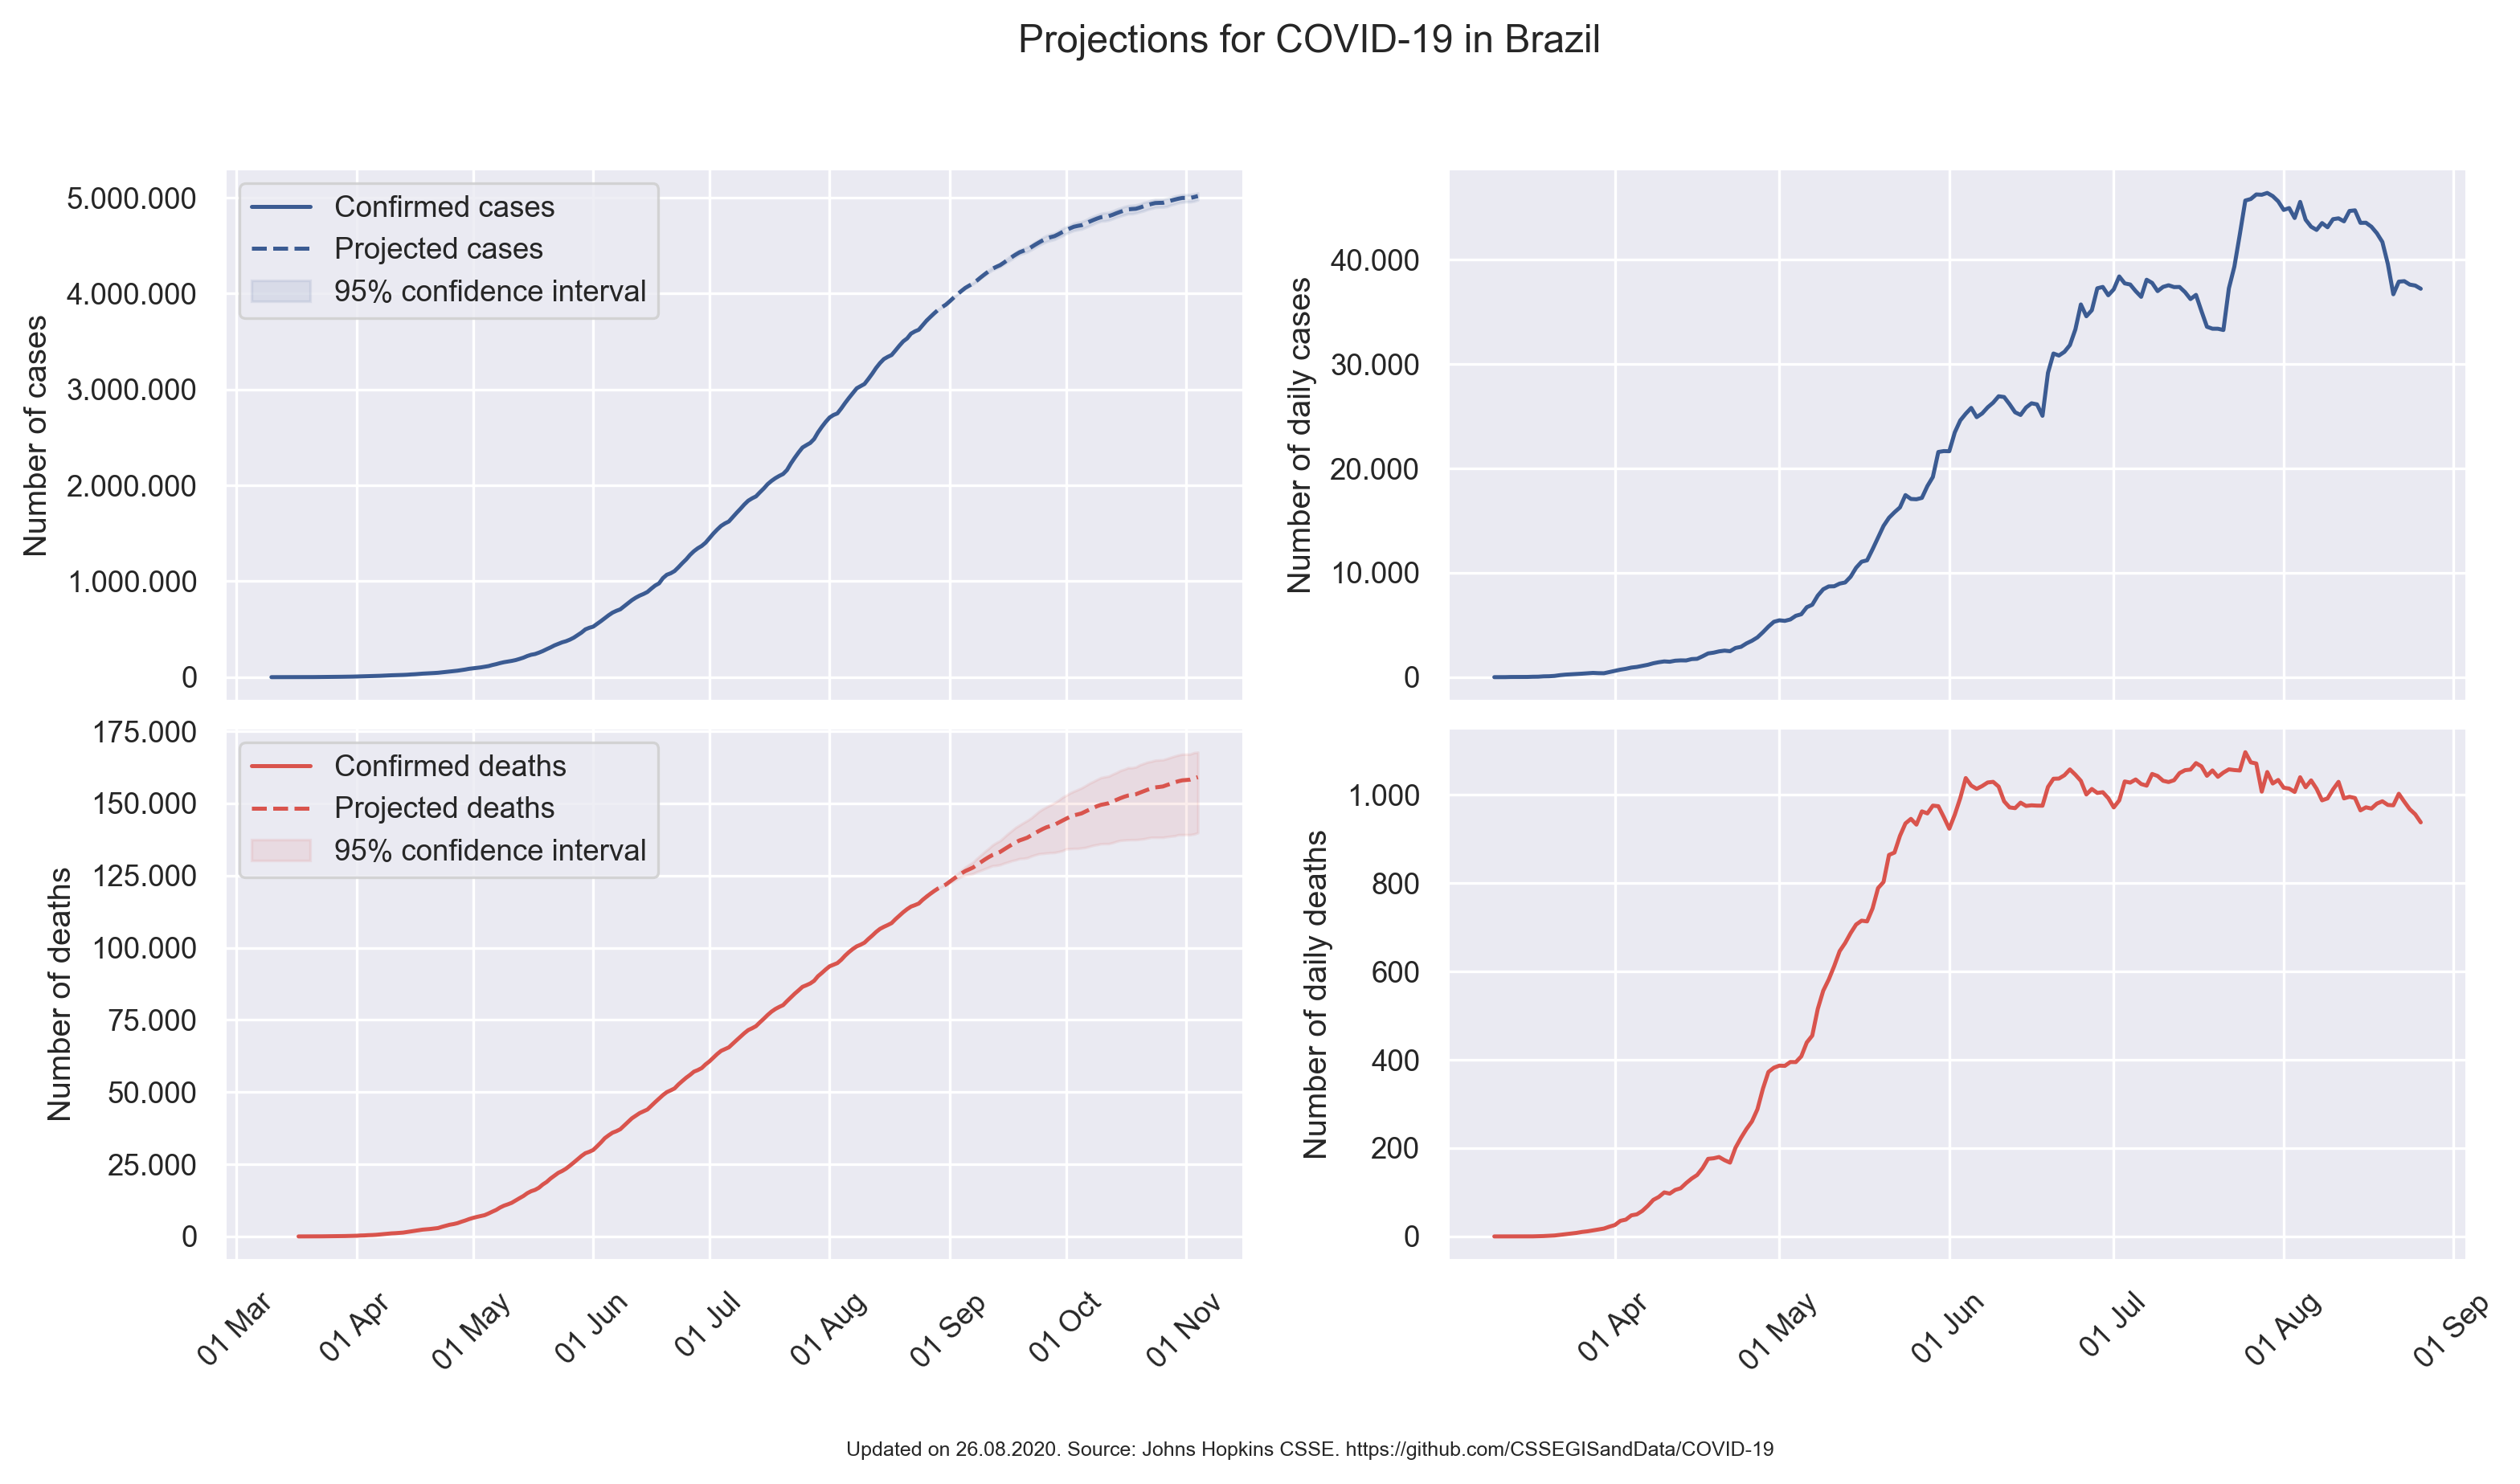 Projections for COVID-19 in Brazil
Number of cases
5.000.000
4.000.000
3.000.000
2.000.000
1.000.000
0
Confirmed cases
Projected cases
95% confidence interval
Number of daily cases
40.000
30.000
20.000
10.000
0
Number of deaths
175.000
150.000
125.000
100.000
75.000
50.000
25.000
0
Confirmed deaths
Projected deaths
95% confidence interval
01 Mar
01 Apr
01 May
01 Jun
01 Jul
01 Aug
01 Sep
01 Oct
01 Nov
Number of daily deaths
1.000
800
600
400
200
0
01 Apr
01 May
01 Jun
01 Jul
01 Aug
01 Sep
Updated on 26.08.2020. Source: Johns Hopkins CSSE. https://github.com/CSSEGISandData/COVID-19